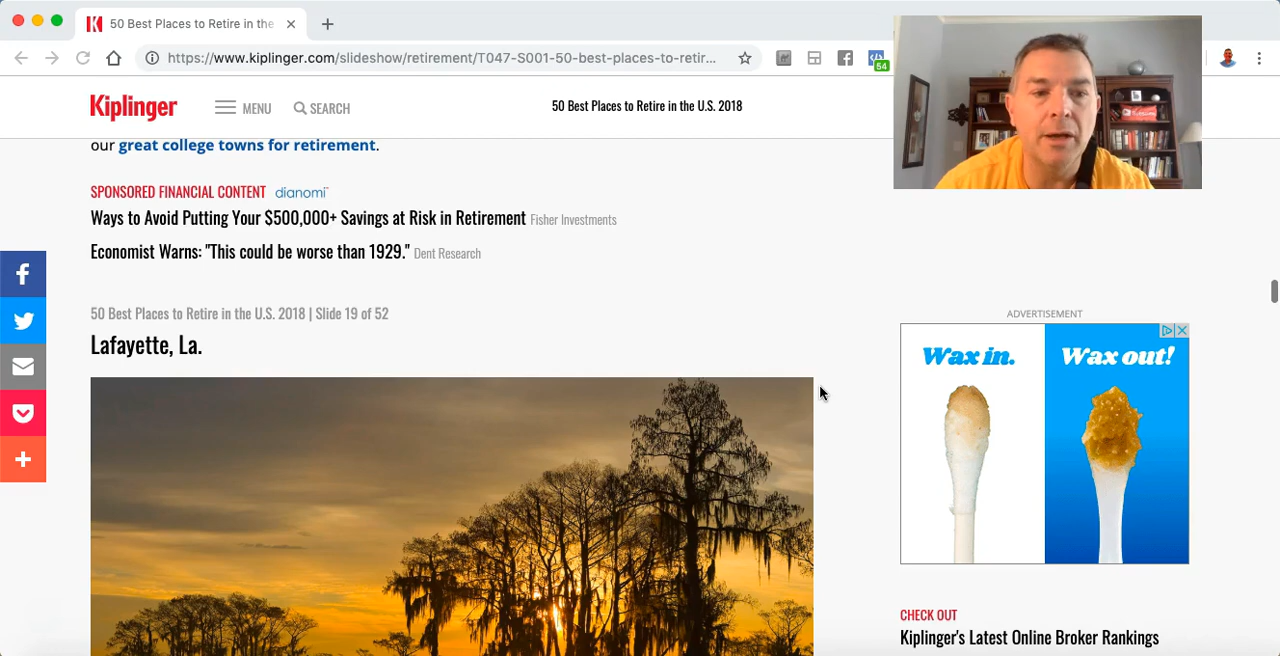 50 Best Places to Retire in the
https://www.kiplinger.com/slideshow/retirement/T047-S001-50-best-places-to-retir...
54
Kiplinger
MENU
SEARCH
50 Best Places to Retire in the U.S. 2018
our great college towns for retirement.
SPONSORED FINANCIAL CONTENT dianomi
Ways to Avoid Putting Your $500,000+ Savings at Risk in Retirement Fisher Investments
Economist Warns: "This could be worse than 1929." Dent Research
50 Best Places to Retire in the U.S. 2018 | Slide 19 of 52
Lafayette, La.
ADVERTISEMENT
Wax in.
Wax out!
CHECK OUT
Kiplinger's Latest Online Broker Rankings